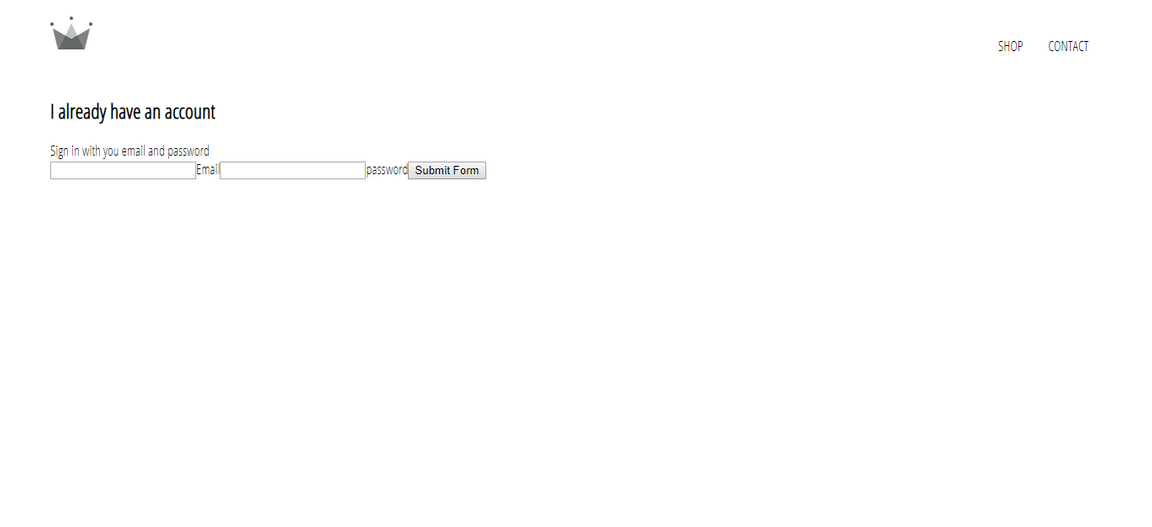 SHOP CONTACT
I already have an account
Sign in with you email and password
Email password Submit Form